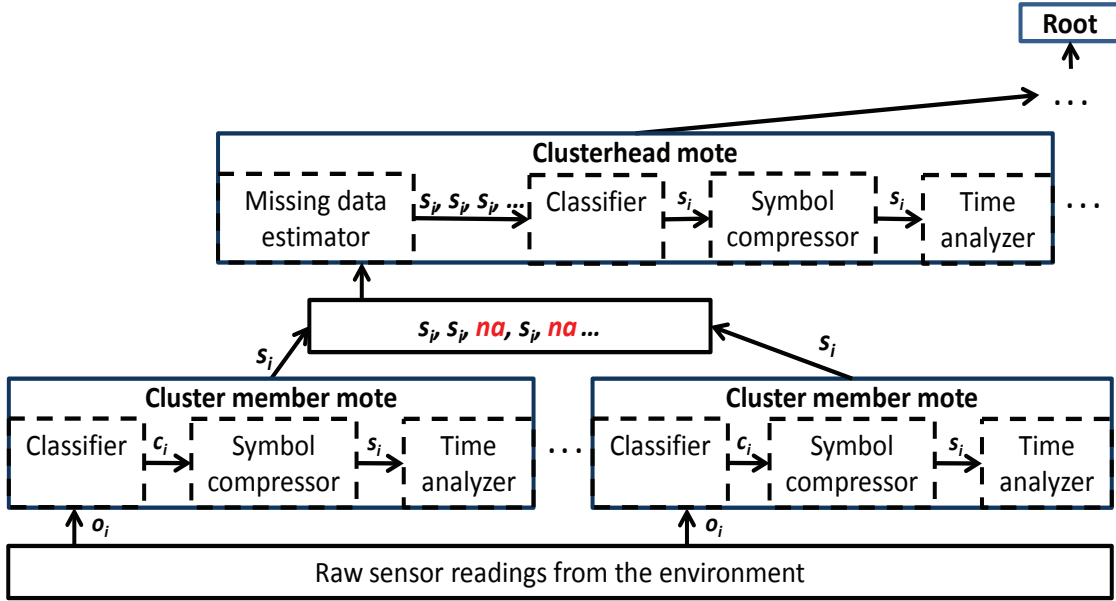 Root
...
Clusterhead mote
Missing data
estimator
s_i, s_i, s_i, ...
Classifier
s_i
Symbol
compressor
s_i
Time
analyzer
...
s_i, s_i, na, s_i, na ...
s_i
s_i
Cluster member mote
Classifier
c_i
Symbol
compressor
s_i
Time
analyzer
...
Cluster member mote
Classifier
c_i
Symbol
compressor
s_i
Time
analyzer
o_i
o_i
Raw sensor readings from the environment